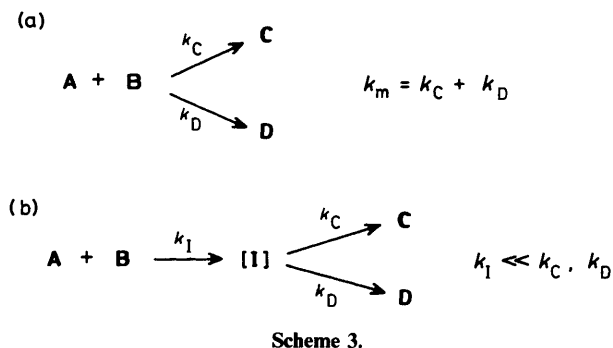 (a)
k_C C
A + B k_m = k_C + k_D
k_D D
(b)
k_C C
A + B k_I [I] k_I ≪ k_C , k_D
k_D D
Scheme 3.